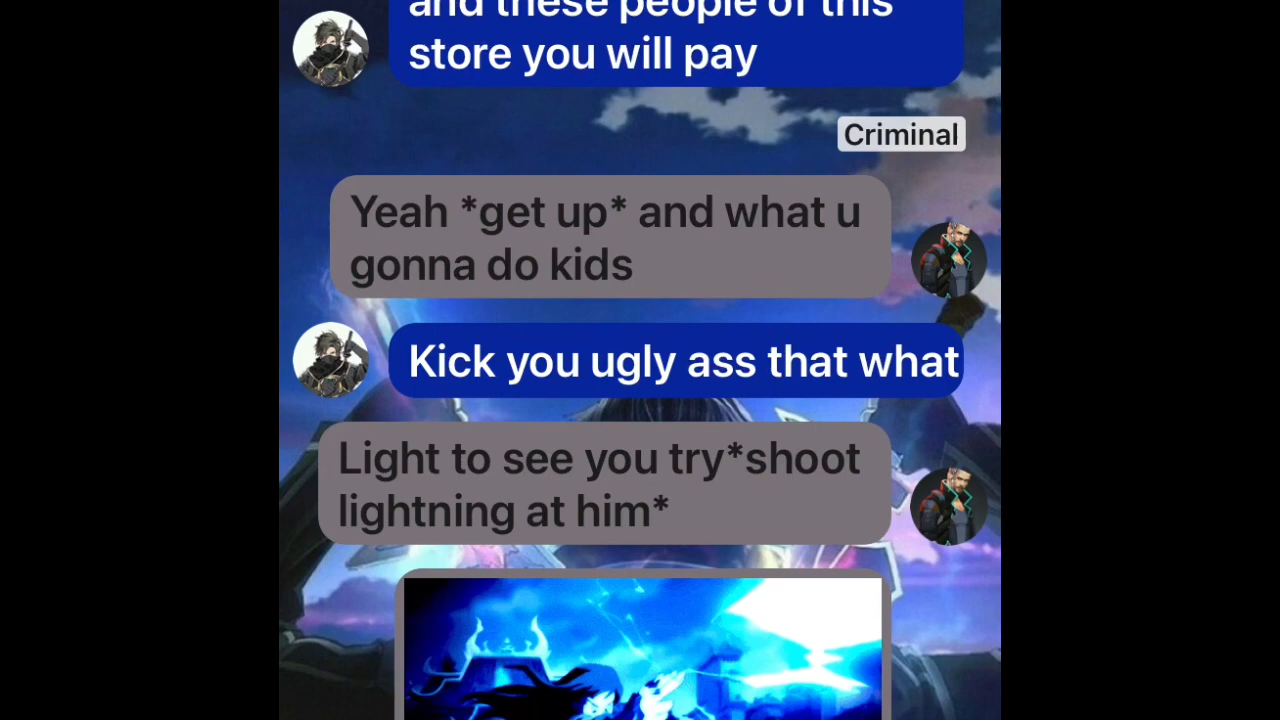 and these people of this
store you will pay
Criminal
Yeah *get up* and what u
gonna do kids
Kick you ugly ass that what
Light to see you try*shoot
lightning at him*